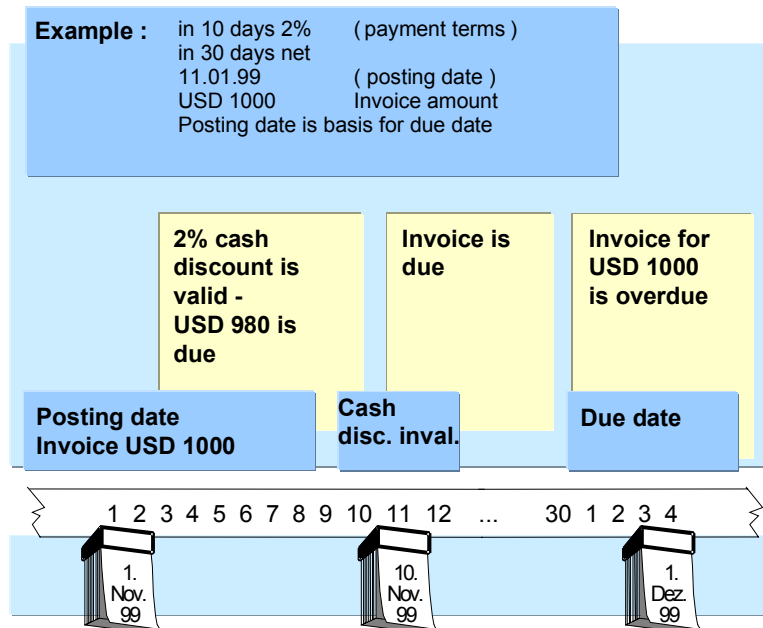 Example : in 10 days 2% ( payment terms )
in 30 days net
11.01.99 ( posting date )
USD 1000 Invoice amount
Posting date is basis for due date
2% cash
discount is
valid -
USD 980 is
due
Invoice is
due
Invoice for
USD 1000
is overdue
Posting date
Invoice USD 1000
Cash
disc. inval.
Due date
1 2 3 4 5 6 7 8 9 10 11 12 ... 30 1 2 3 4
1.
Nov.
99
10.
Nov.
99
1.
Dez.
99